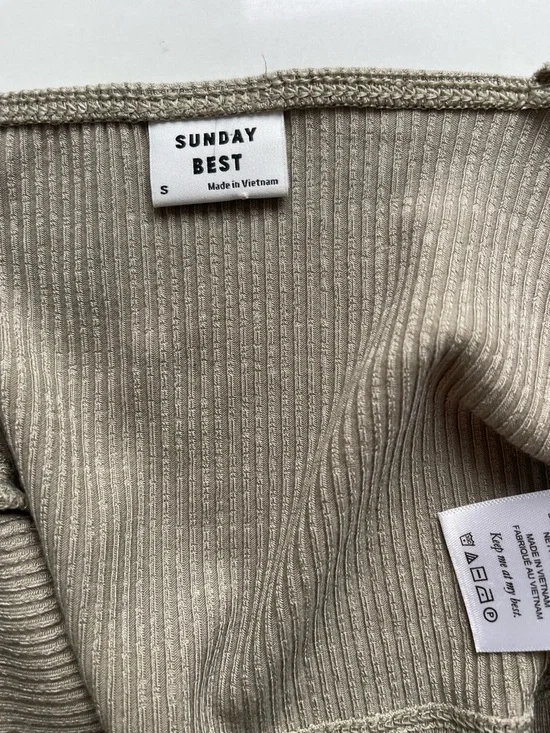 SUNDAY
BEST
S Made in Vietnam
MADE IN VIETNAM
FABRIQUÉ AU VIETNAM
Keep me at my best.